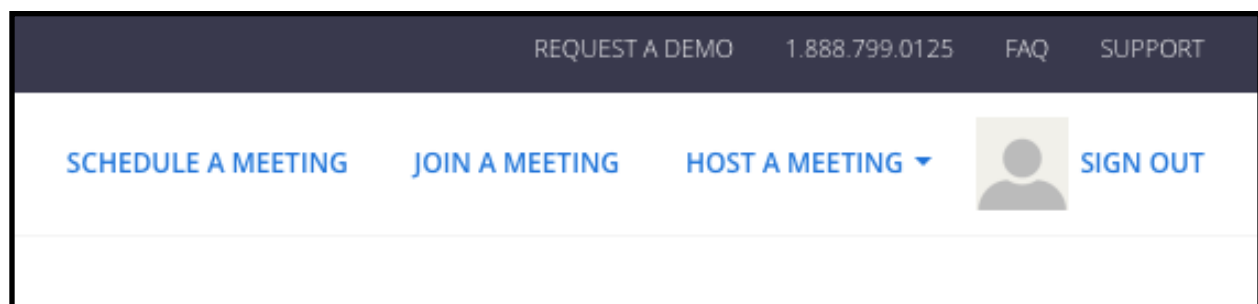 REQUEST A DEMO 1.888.799.0125 FAQ SUPPORT
SCHEDULE A MEETING JOIN A MEETING HOST A MEETING SIGN OUT